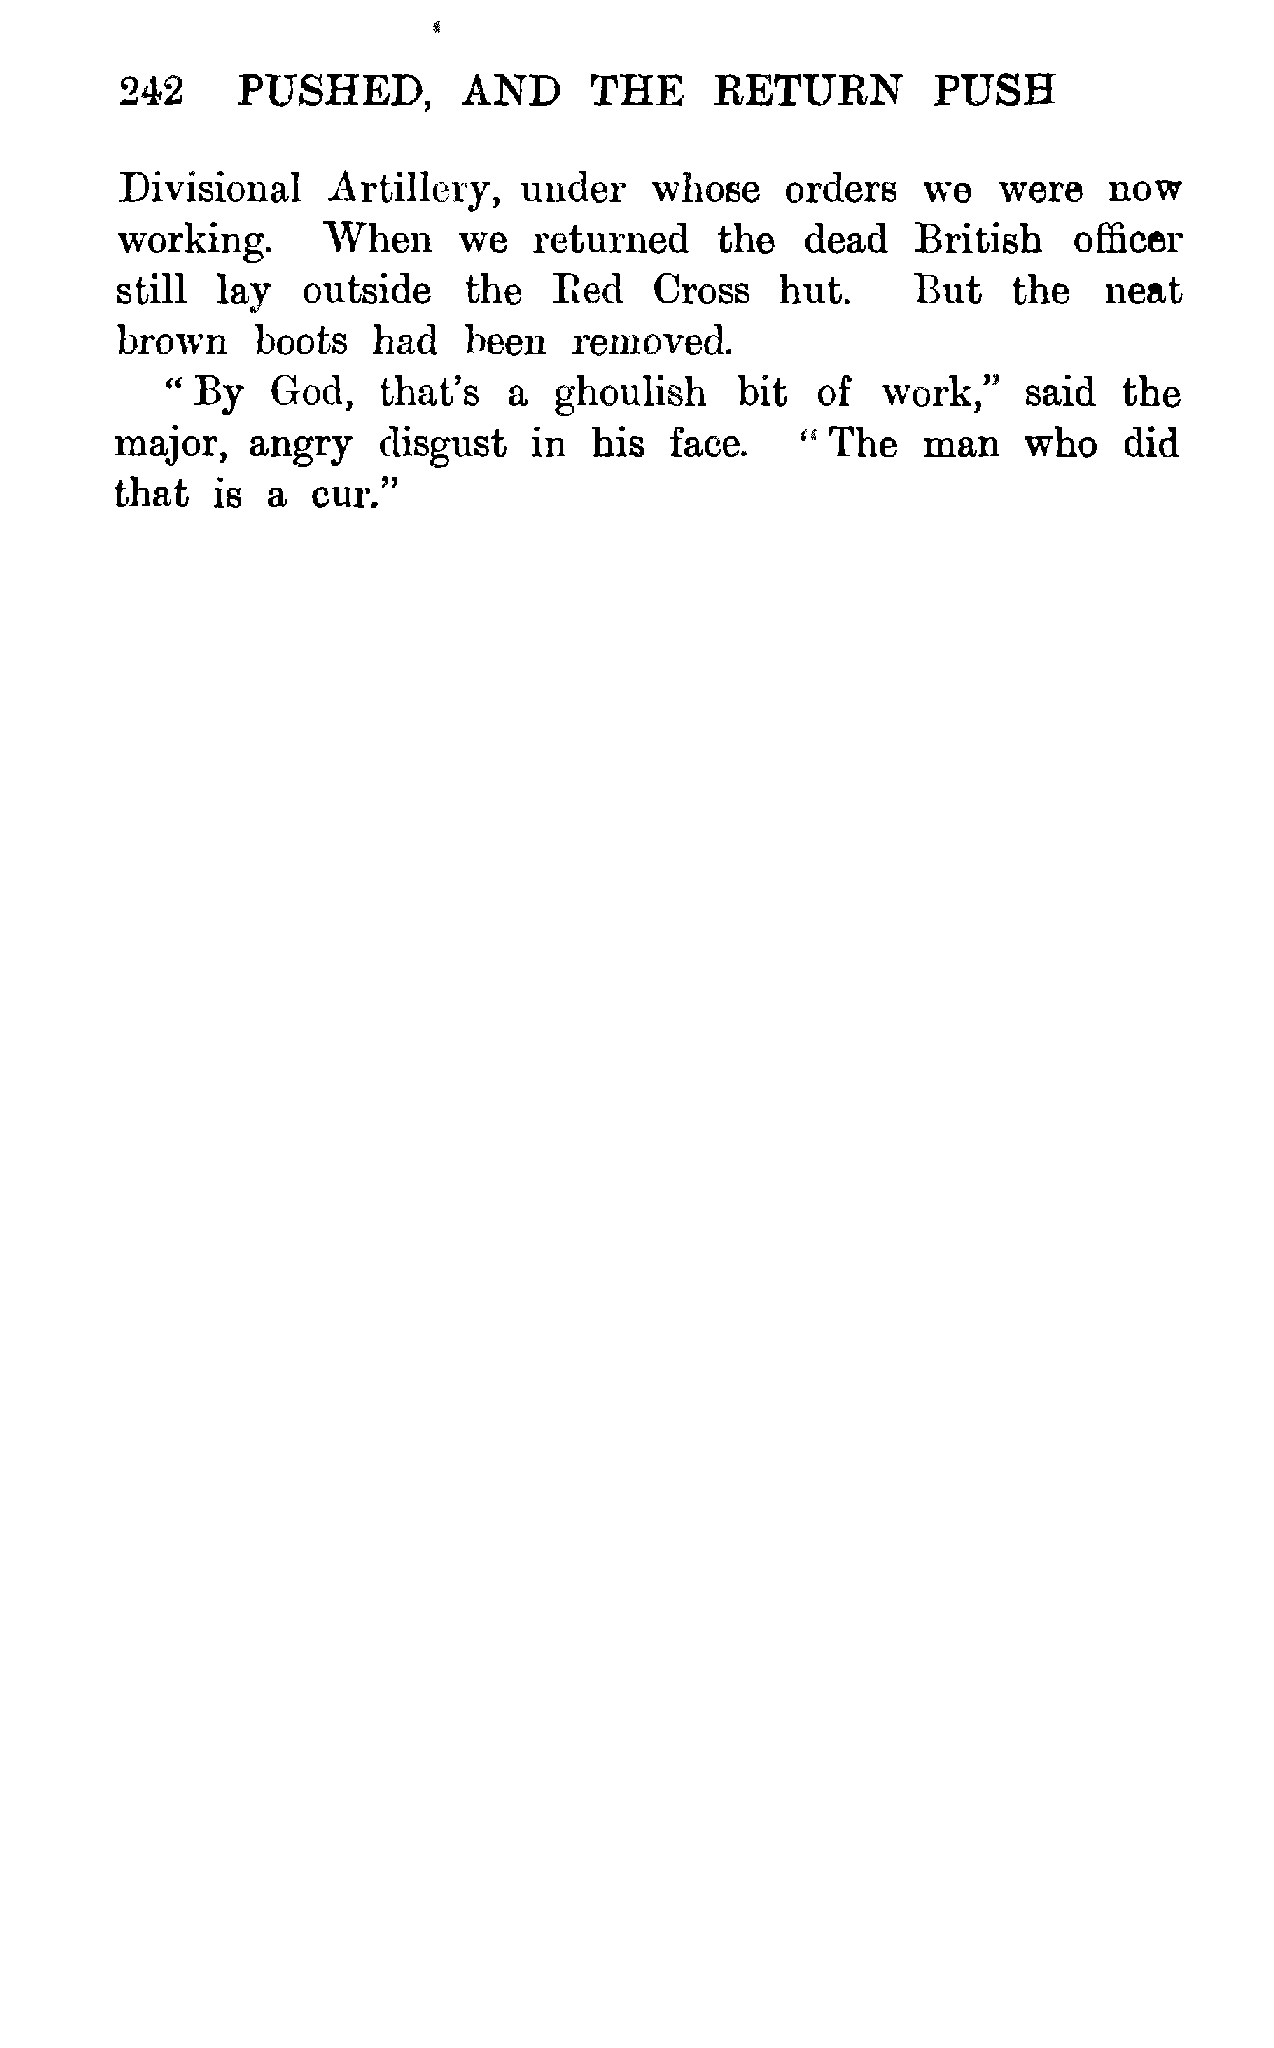 242 PUSHED, AND THE RETURN PUSH
Divisional Artillery, under whose orders we were now
working. When we returned the dead British officer
still lay outside the Red Cross hut. But the neat
brown boots had been removed.
“By God, that's a ghoulish bit of work,” said the
major, angry disgust in his face. “The man who did
that is a cur.”